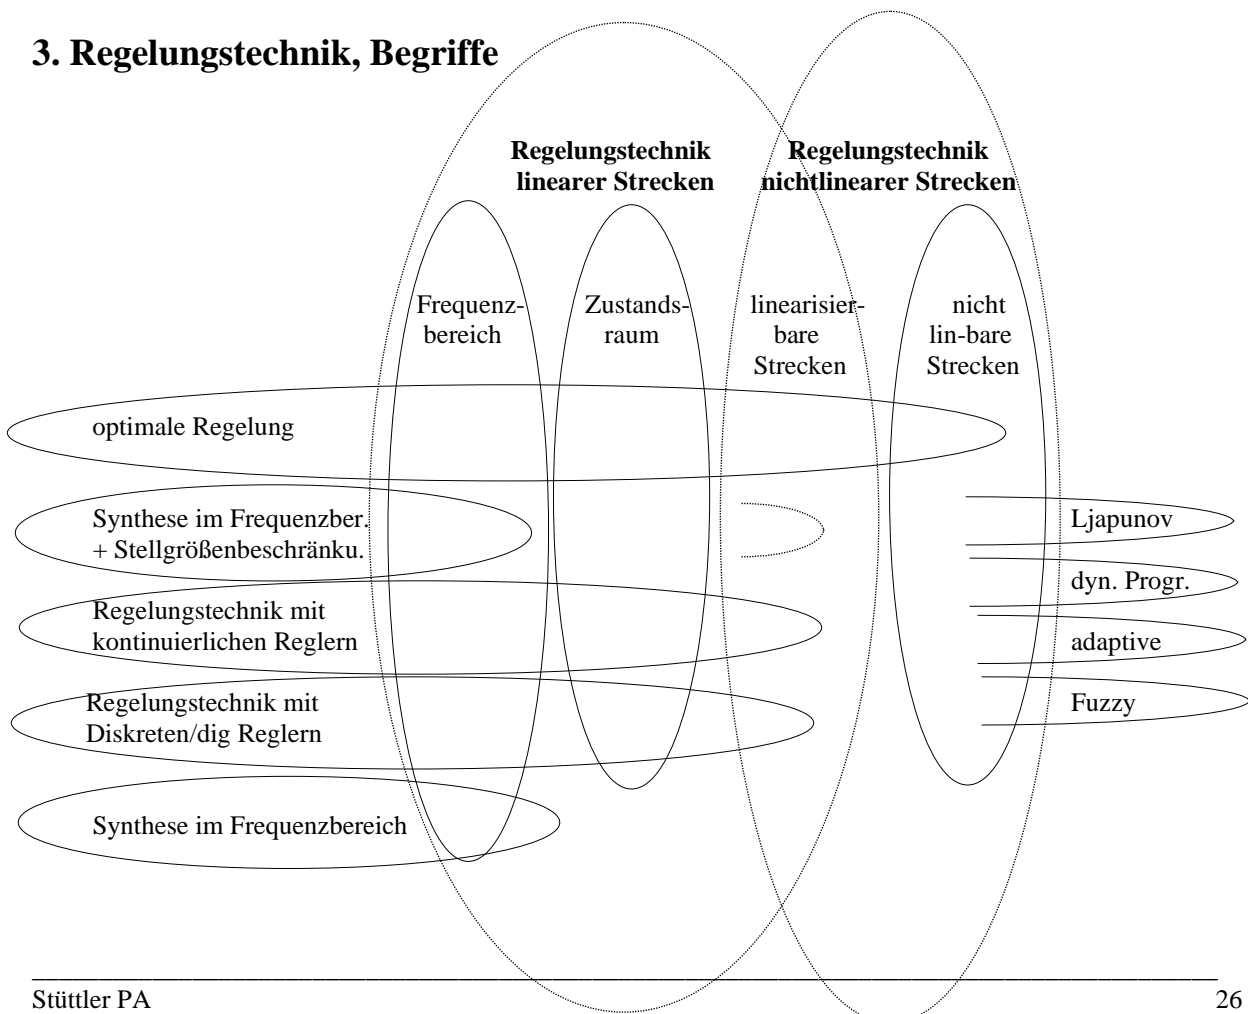 3. Regelungstechnik, Begriffe
Regelungstechnik
linearer Strecken
Regelungstechnik
nichtlinearer Strecken
Frequenz-
bereich
Zustands-
raum
linearisier-
bare
Strecken
nicht
lin-bare
Strecken
optimale Regelung
Synthese im Frequenzber.
+ Stellgrößenbeschränku.
Regelungstechnik mit
kontinuierlichen Reglern
Regelungstechnik mit
Diskreten/dig Reglern
Synthese im Frequenzbereich
Ljapunov
dyn. Progr.
adaptive
Fuzzy
Stüttler PA
26